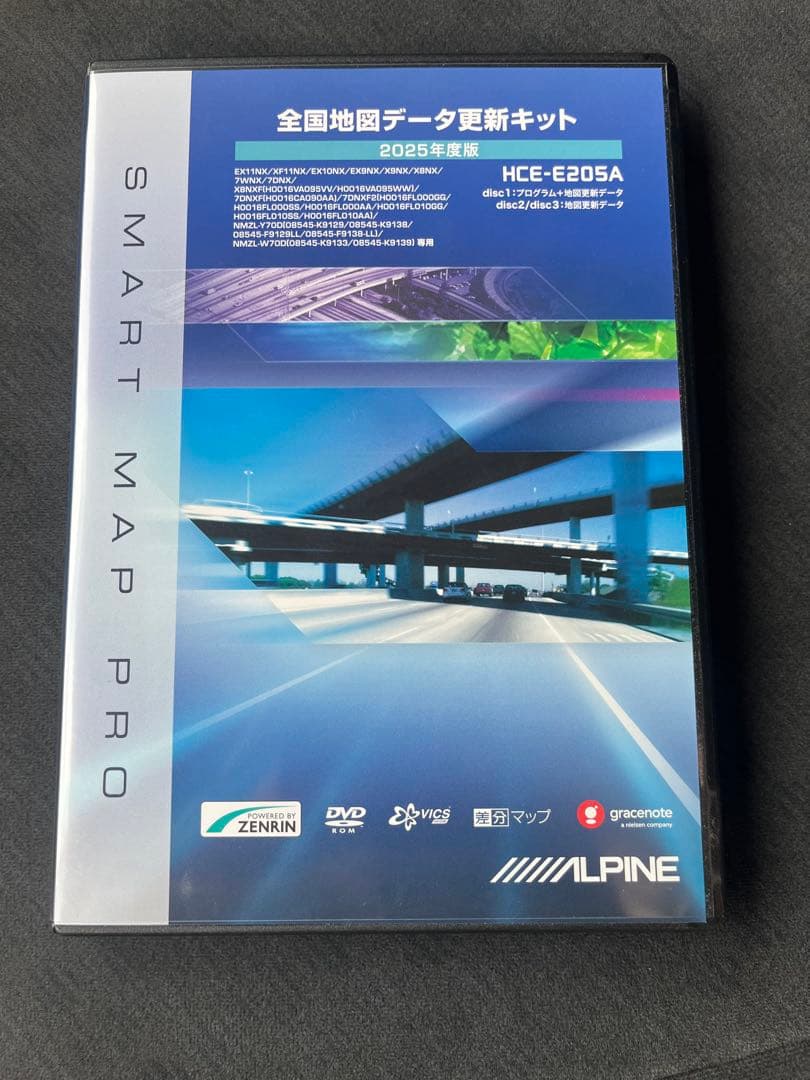 SMART MAP PRO
全国地図データ更新キット
2025年度版
EX11NX/XF11NX/EX10NX/EX9NX/X9NX/X8NX/
7WNX/7DNX/
X8NXF(H0016VA095VV/H0016VA095WW)/
7DNXF(H0016CA090AA)/7DNXF2(H0016FL000GG/
H0016FL000SS/H0016FL000AA/H0016FL010GG/
H0016FL010SS/H0016FL010AA)/
NMZL-Y70D(08545-K9129/08545-K9138/
08545-F9129LL/08545-F9138-LL)/
NMZL-W70D(08545-K9133/08545-K9139) 専用
HCE-E205A
disc1:プログラム+地図更新データ
disc2/disc3:地図更新データ
POWERED BY
ZENRIN
DVD
ROM
VICS
差分マップ
gracenote
a nielsen company
ALPINE